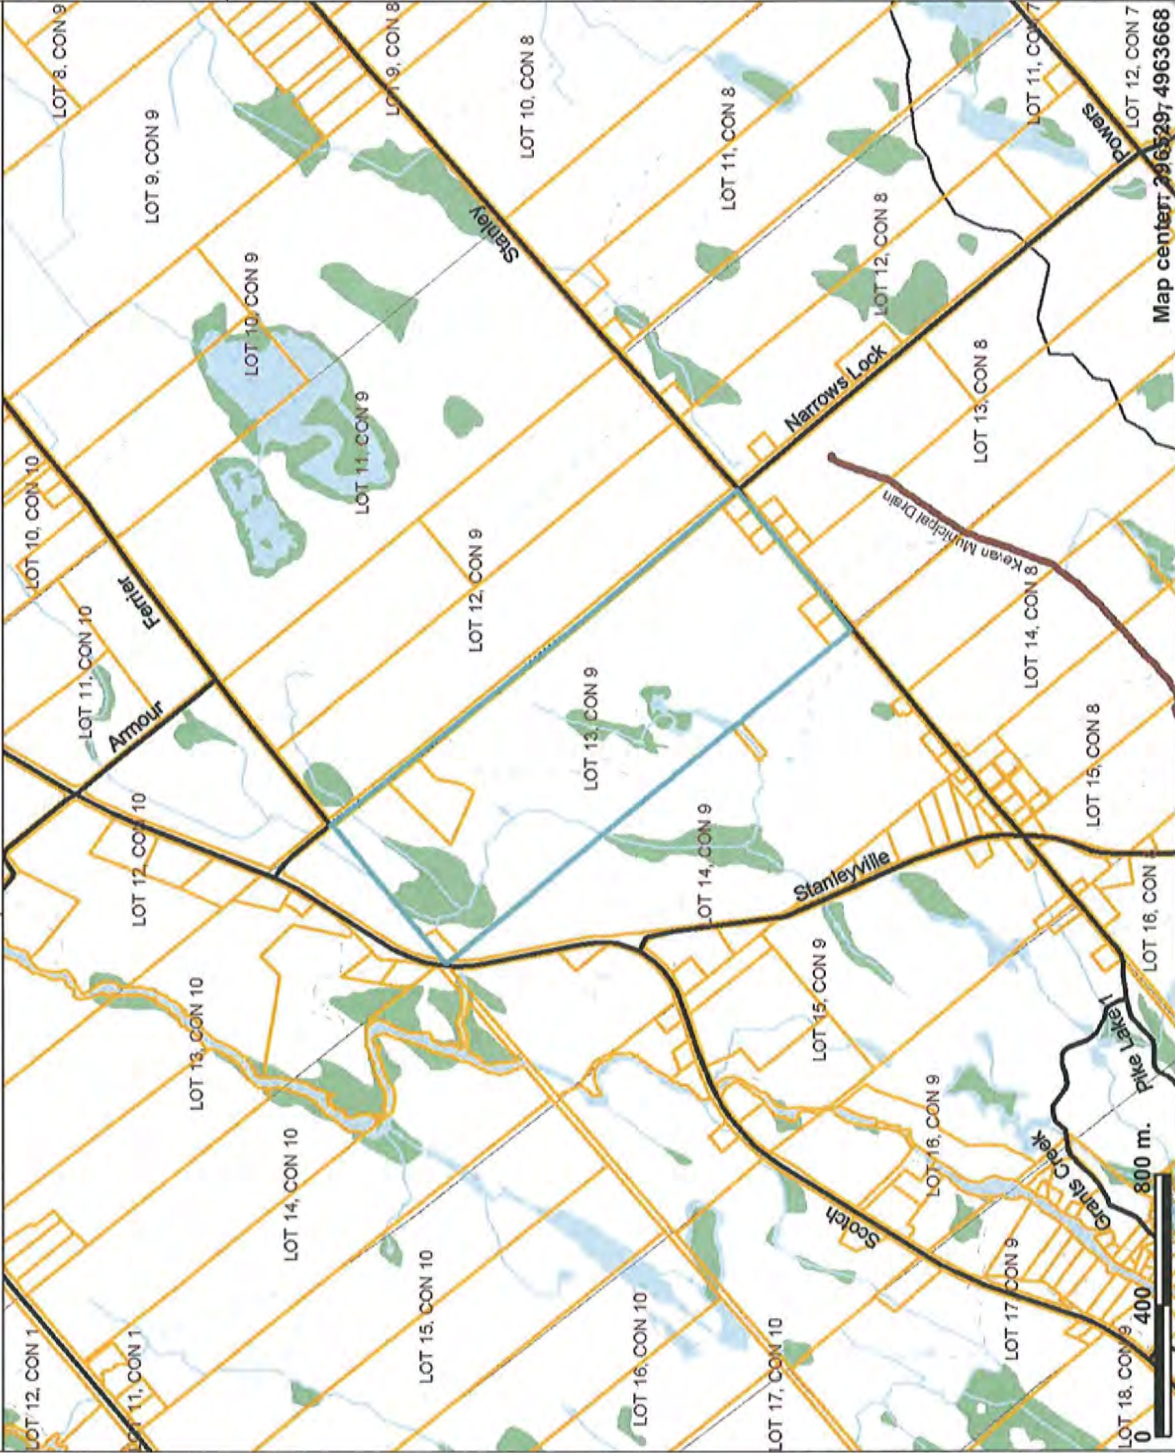 LOT 12, CON 1
LOT 10, CON 10
LOT 8, CON 9
LOT 11, CON 10
LOT 11, CON 1
LOT 12, CON 10
Armour
Ferrier
LOT 9, CON 9
LOT 13, CON 10
LOT 10, CON 9
LOT 14, CON 10
LOT 11, CON 9
LOT 9, CON 8
LOT 15, CON 10
LOT 12, CON 9
Stanley
LOT 10, CON 8
LOT 13, CON 9
LOT 16, CON 10
LOT 14, CON 9
LOT 11, CON 8
LOT 17, CON 10
LOT 15, CON 9
Stanleyville
Narrows Lock
Scotch
LOT 12, CON 8
LOT 16, CON 9
Kevan Municipal Drain
LOT 13, CON 8
LOT 17, CON 9
LOT 14, CON 8
LOT 11, CON 7
Grants Creek
LOT 15, CON 8
Powers
Pike Lake 1
LOT 18, CON 9
LOT 16, CON
LOT 12, CON 7
0 400 800 m.
Map center: 396529, 4963668